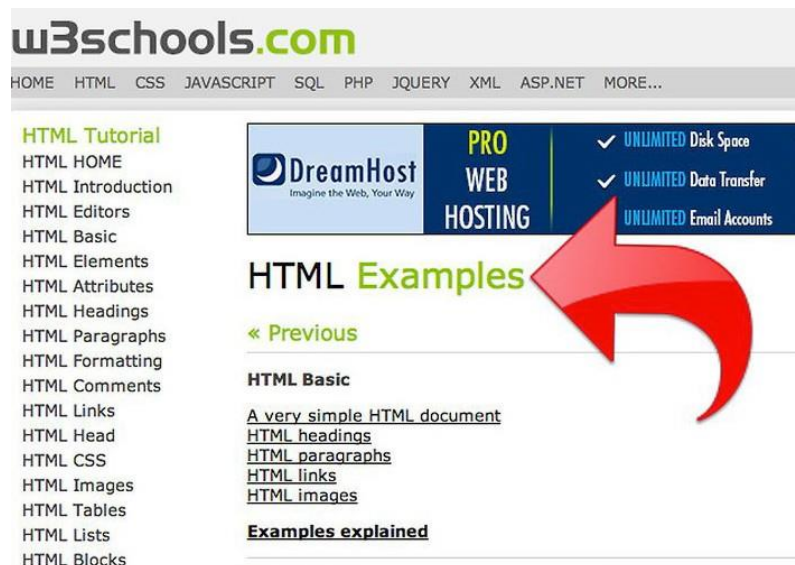 w3schools.com
HOME HTML CSS JAVASCRIPT SQL PHP JQUERY XML ASP.NET MORE...
HTML Tutorial
HTML HOME
HTML Introduction
HTML Editors
HTML Basic
HTML Elements
HTML Attributes
HTML Headings
HTML Paragraphs
HTML Formatting
HTML Comments
HTML Links
HTML Head
HTML CSS
HTML Images
HTML Tables
HTML Lists
HTML Blocks
DreamHost
Imagine the Web, Your Way
PRO
WEB
HOSTING
UNLIMITED Disk Space
UNLIMITED Data Transfer
UNLIMITED Email Accounts
HTML Examples
« Previous
HTML Basic
A very simple HTML document
HTML headings
HTML paragraphs
HTML links
HTML images
Examples explained